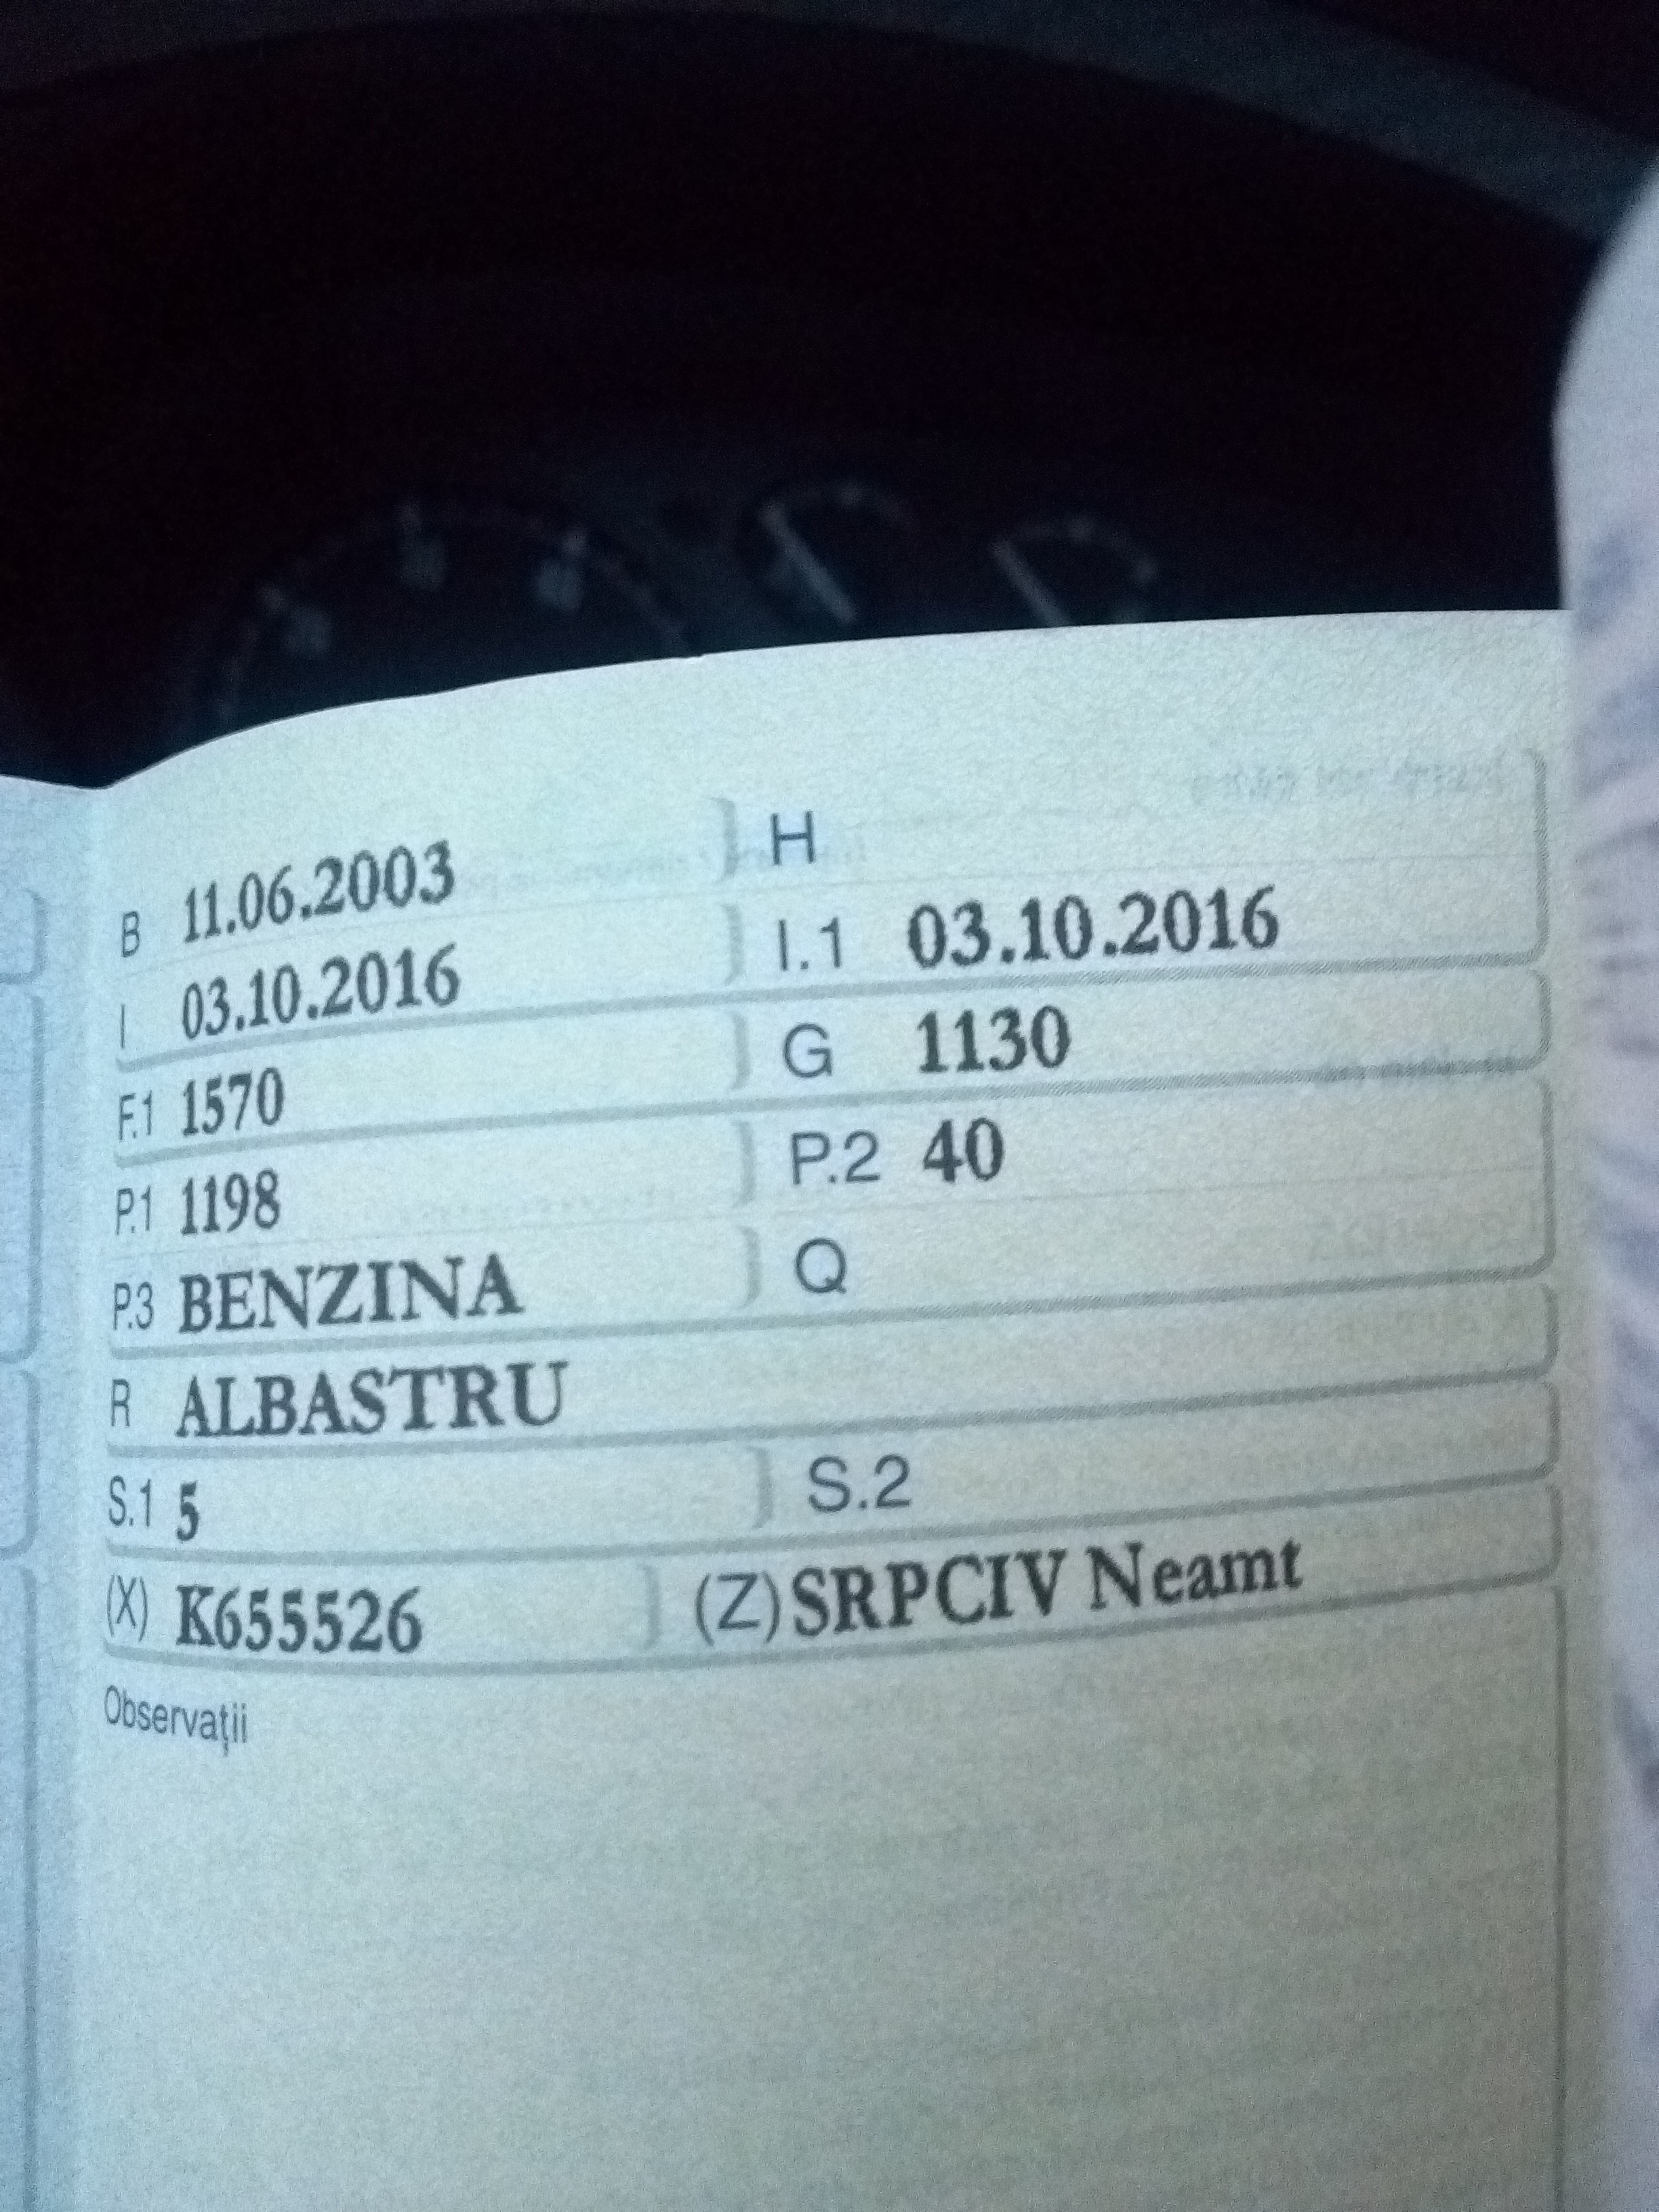 B 11.06.2003 H
I 03.10.2016 I.1 03.10.2016
F.1 1570 G 1130
P.1 1198 P.2 40
P.3 BENZINA Q
R ALBASTRU
S.1 5 S.2
(X) K655526 (Z) SRPCIV Neamt
Observaţii